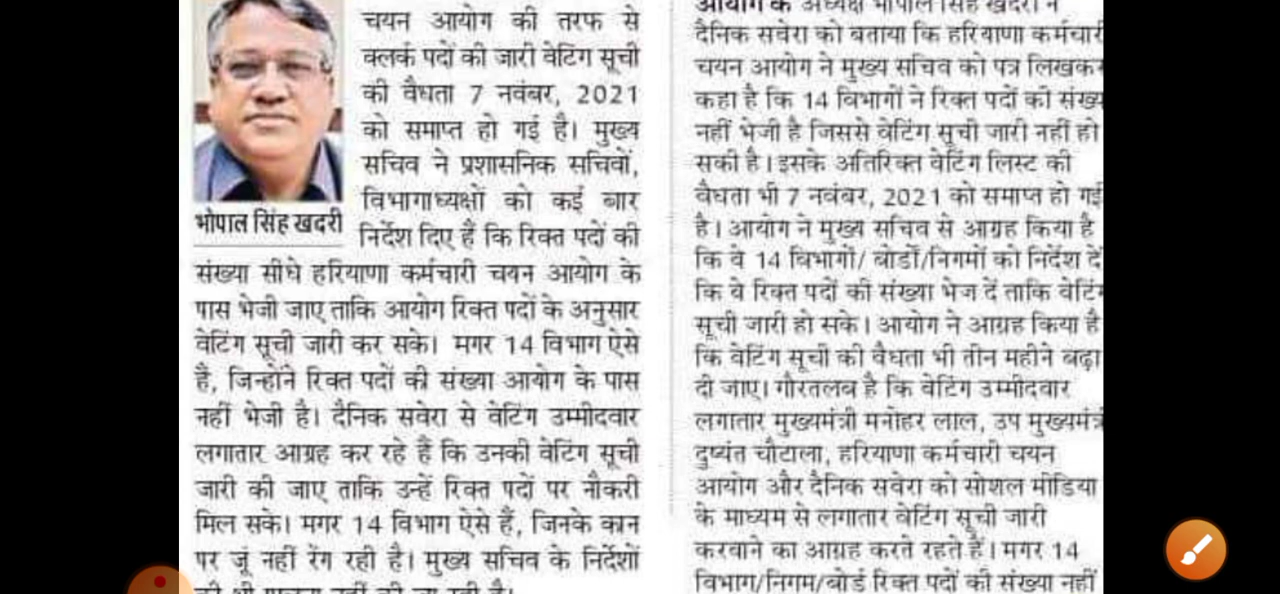 चयन आयोग की तरफ से
क्लर्क पदों की जारी वेटिंग सूची
की वैधता 7 नवंबर, 2021
को समाप्त हो गई है। मुख्य
सचिव ने प्रशासनिक सचिवों,
विभागाध्यक्षों को कई बार
भोपाल सिंह खदरी
निर्देश दिए हैं कि रिक्त पदों की
संख्या सीधे हरियाणा कर्मचारी चयन आयोग के
पास भेजी जाए ताकि आयोग रिक्त पदों के अनुसार
वेटिंग सूची जारी कर सके। मगर 14 विभाग ऐसे
हैं, जिन्होंने रिक्त पदों की संख्या आयोग के पास
नहीं भेजी है। दैनिक सवेरा से वेटिंग उम्मीदवार
लगातार आग्रह कर रहे हैं कि उनकी वेटिंग सूची
जारी की जाए ताकि उन्हें रिक्त पदों पर नौकरी
मिल सके। मगर 14 विभाग ऐसे हैं, जिनके कान
पर जूं नहीं रेंग रही है। मुख्य सचिव के निर्देशों
आयोग के अध्यक्ष भोपाल सिंह खदरी ने
दैनिक सवेरा को बताया कि हरियाणा कर्मचारी
चयन आयोग ने मुख्य सचिव को पत्र लिखकर
कहा है कि 14 विभागों ने रिक्त पदों की संख्य
नहीं भेजी है जिससे वेटिंग सूची जारी नहीं हो
सकी है। इसके अतिरिक्त वेटिंग लिस्ट की
वैधता भी 7 नवंबर, 2021 को समाप्त हो गई
है। आयोग ने मुख्य सचिव से आग्रह किया है
कि वे 14 विभागों/ बोर्डों/निगमों को निर्देश दें
कि वे रिक्त पदों की संख्या भेज दें ताकि वेटिंग
सूची जारी हो सके। आयोग ने आग्रह किया है
कि वेटिंग सूची की वैधता भी तीन महीने बढ़ा
दी जाए। गौरतलब है कि वेटिंग उम्मीदवार
लगातार मुख्यमंत्री मनोहर लाल, उप मुख्यमंत्री
दुष्यंत चौटाला, हरियाणा कर्मचारी चयन
आयोग और दैनिक सवेरा को सोशल मीडिया
के माध्यम से लगातार वेटिंग सूची जारी
करवाने का आग्रह करते रहते हैं। मगर 14
विभाग/निगम/बोर्ड रिक्त पदों की संख्या नहीं